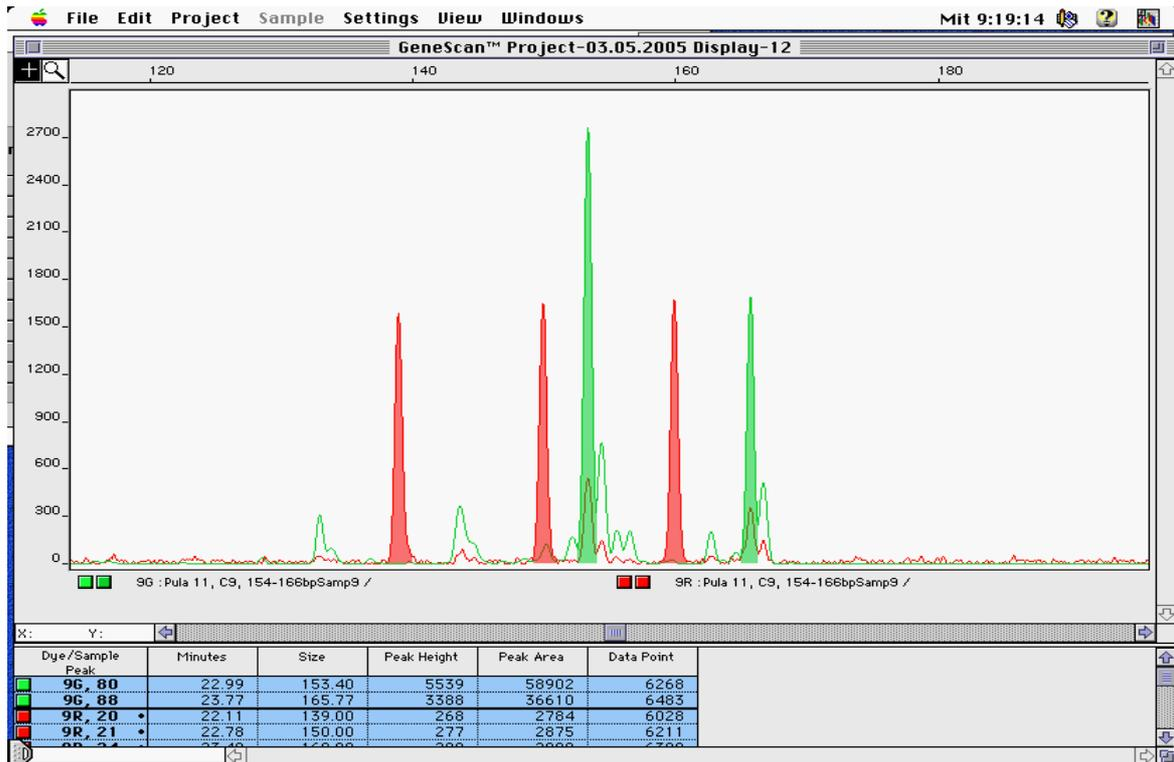 File Edit Project Sample Settings View Windows Mit 9:19:14
GeneScan™ Project-03.05.2005 Display-12
120 140 160 180
2700
2400
2100
1800
1500
1200
900
600
300
0
9G :Pula 11, C9, 154-166bpSamp9 / 9R :Pula 11, C9, 154-166bpSamp9 /
X: Y:
Dye/Sample Peak Minutes Size Peak Height Peak Area Data Point
9G, 80 22.99 153.40 5539 58902 6268
9G, 88 23.77 165.77 3388 36610 6483
9R, 20 • 22.11 139.00 268 2784 6028
9R, 21 • 22.78 150.00 277 2875 6211